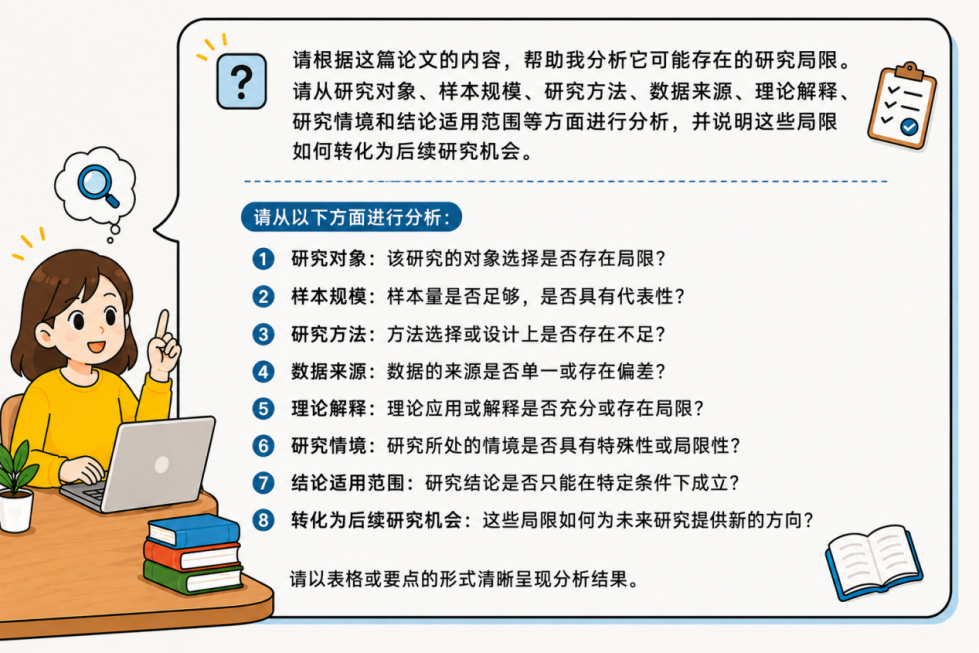 ?
请根据这篇论文的内容，帮助我分析它可能存在的研究局限。
请从研究对象、样本规模、研究方法、数据来源、理论解释、
研究情境和结论适用范围等方面进行分析，并说明这些局限
如何转化为后续研究机会。
请从以下方面进行分析：
1 研究对象：该研究的对象选择是否存在局限？
2 样本规模：样本量是否足够，是否具有代表性？
3 研究方法：方法选择或设计上是否存在不足？
4 数据来源：数据的来源是否单一或存在偏差？
5 理论解释：理论应用或解释是否充分或存在局限？
6 研究情境：研究所处的情境是否具有特殊性或局限性？
7 结论适用范围：研究结论是否只能在特定条件下成立？
8 转化为后续研究机会：这些局限如何为未来研究提供新的方向？
请以表格或要点的形式清晰呈现分析结果。